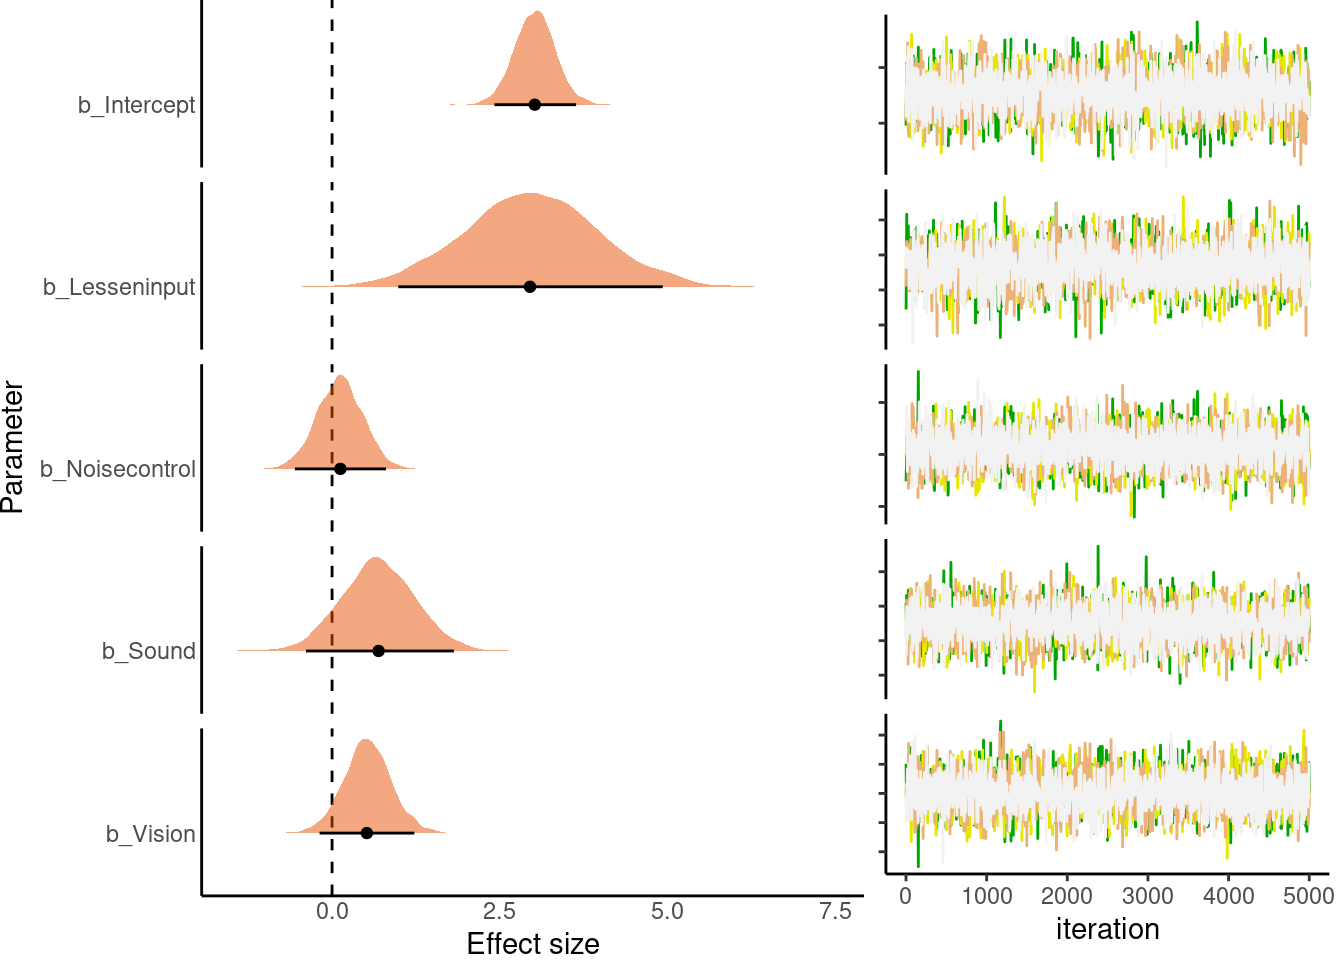 Parameter
b_Intercept
b_Lesseninput
b_Noisecontrol
b_Sound
b_Vision
0.0 2.5 5.0 7.5
Effect size
0 1000 2000 3000 4000 5000
iteration